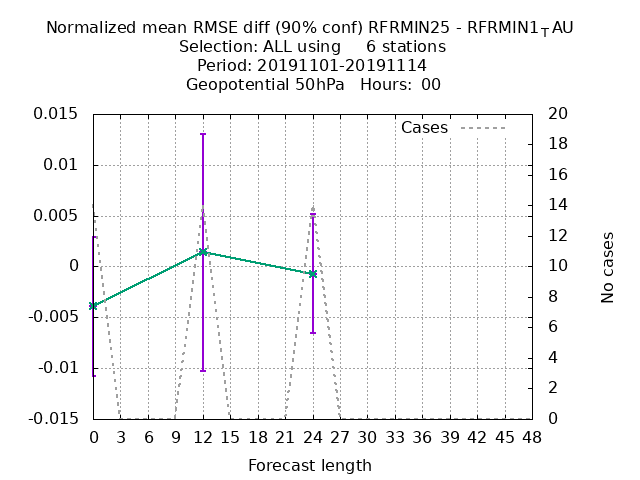 Normalized mean RMSE diff (90% conf) RFRMIN25 - RFRMIN1TAU
Selection: ALL using 6 stations
Period: 20191101-20191114
Geopotential 50hPa Hours: 00
Cases
0.015
0.01
0.005
0
-0.005
-0.01
-0.015
20
18
16
14
12
10
8
6
4
2
0
No cases
0 3 6 9 12 15 18 21 24 27 30 33 36 39 42 45 48
Forecast length